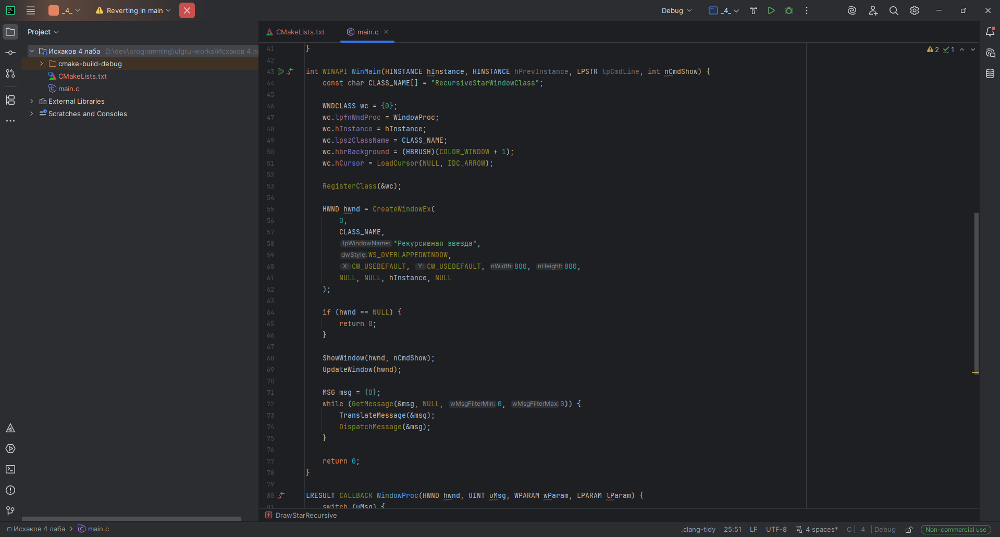 CL _4_ Reverting in main Debug _4_
Project
CMakeLists.txt main.c
Исхаков 4 лаба D:\dev\programming\ulgtu-works\Исхаков 4 ла
cmake-build-debug
CMakeLists.txt
main.c
External Libraries
Scratches and Consoles
2 1
41 }
42
43 int WINAPI WinMain(HINSTANCE hInstance, HINSTANCE hPrevInstance, LPSTR lpCmdLine, int nCmdShow) {
44 const char CLASS_NAME[] = "RecursiveStarWindowClass";
45
46 WNDCLASS wc = {0};
47 wc.lpfnWndProc = WindowProc;
48 wc.hInstance = hInstance;
49 wc.lpszClassName = CLASS_NAME;
50 wc.hbrBackground = (HBRUSH)(COLOR_WINDOW + 1);
51 wc.hCursor = LoadCursor(NULL, IDC_ARROW);
52
53 RegisterClass(&wc);
54
55 HWND hwnd = CreateWindowEx(
56 0,
57 CLASS_NAME,
58 lpWindowName: "Рекурсивная звезда",
59 dwStyle: WS_OVERLAPPEDWINDOW,
60 X: CW_USEDEFAULT, Y: CW_USEDEFAULT, nWidth: 800, nHeight: 800,
61 NULL, NULL, hInstance, NULL
62 );
63
64 if (hwnd == NULL) {
65 return 0;
66 }
67
68 ShowWindow(hwnd, nCmdShow);
69 UpdateWindow(hwnd);
70
71 MSG msg = {0};
72 while (GetMessage(&msg, NULL, wMsgFilterMin: 0, wMsgFilterMax: 0)) {
73 TranslateMessage(&msg);
74 DispatchMessage(&msg);
75 }
76
77 return 0;
78 }
79
80 LRESULT CALLBACK WindowProc(HWND hwnd, UINT uMsg, WPARAM wParam, LPARAM lParam) {
81 switch (uMsg) {
f DrawStarRecursive
Исхаков 4 лаба main.c .clang-tidy 25:51 LF UTF-8 4 spaces* C | _4_ | Debug Non-commercial use